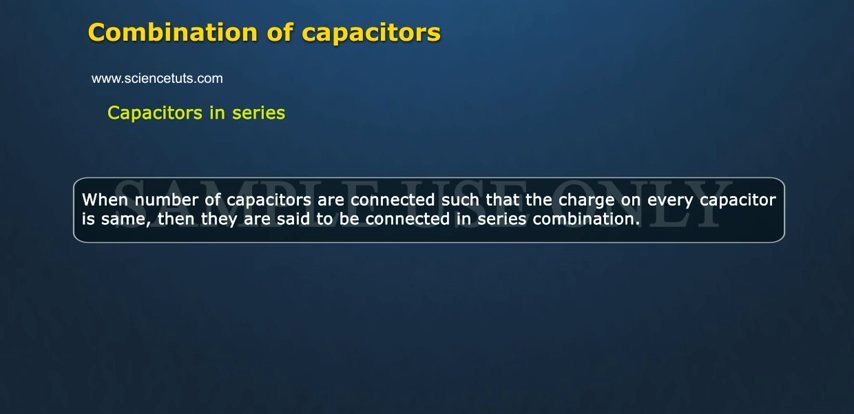 Combination of capacitors
www.sciencetuts.com
Capacitors in series
SAMPLE USE ONLY
When number of capacitors are connected such that the charge on every capacitor
is same, then they are said to be connected in series combination.